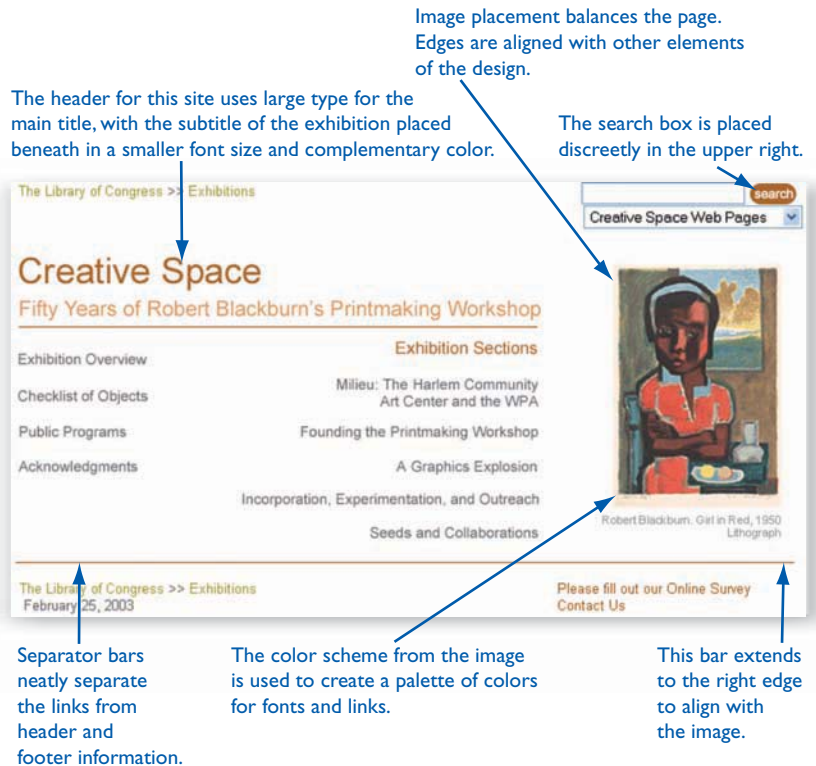 Image placement balances the page.
Edges are aligned with other elements
of the design.
The header for this site uses large type for the
main title, with the subtitle of the exhibition placed
beneath in a smaller font size and complementary color.
The search box is placed
discreetly in the upper right.
The Library of Congress >> Exhibitions
search
Creative Space Web Pages
Creative Space
Fifty Years of Robert Blackburn's Printmaking Workshop
Exhibition Overview
Checklist of Objects
Public Programs
Acknowledgments
Exhibition Sections
Milieu: The Harlem Community
Art Center and the WPA
Founding the Printmaking Workshop
A Graphics Explosion
Incorporation, Experimentation, and Outreach
Seeds and Collaborations
Robert Blackburn. Girl in Red, 1950
Lithograph
The Library of Congress >> Exhibitions
February 25, 2003
Please fill out our Online Survey
Contact Us
Separator bars
neatly separate
the links from
header and
footer information.
The color scheme from the image
is used to create a palette of colors
for fonts and links.
This bar extends
to the right edge
to align with
the image.